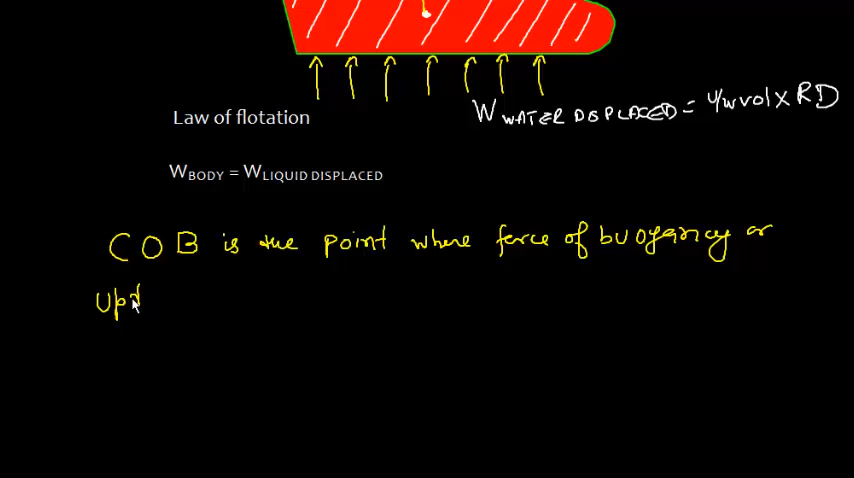 Law of flotation
W WATER DISPLACED = U/W VOL X RD
WBODY = WLIQUID DISPLACED
COB is the point where force of buoyancy or
Upt